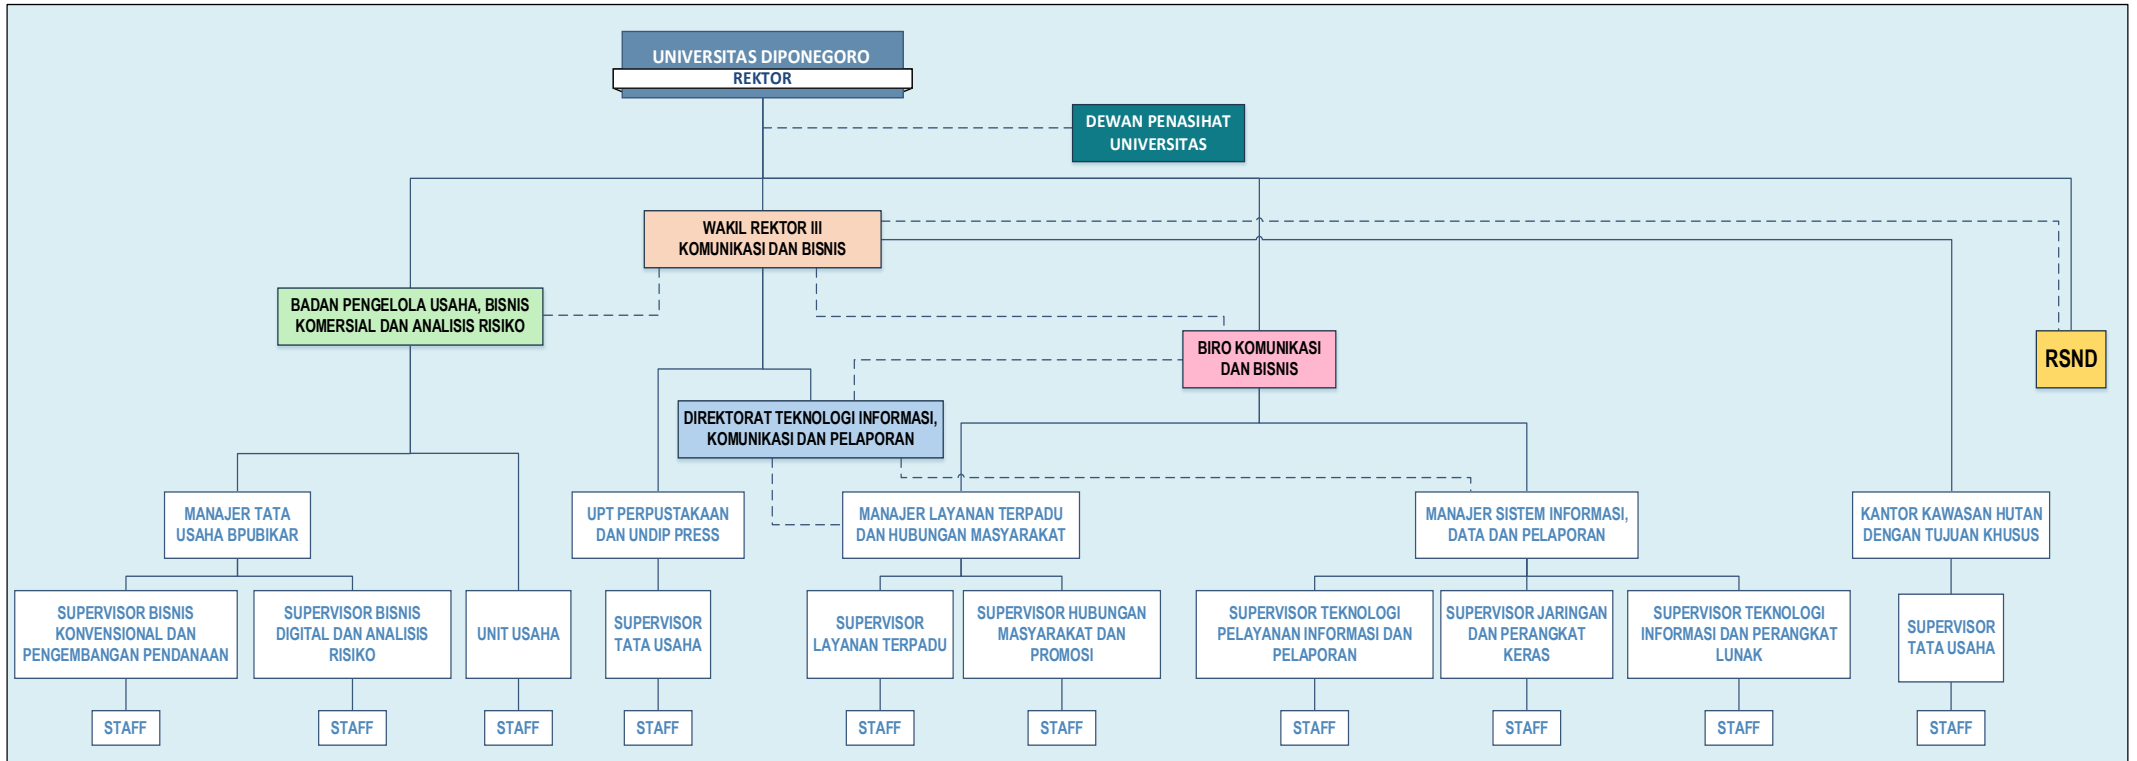 UNIVERSITAS DIPONEGORO
REKTOR
DEWAN PENASIHAT
UNIVERSITAS
WAKIL REKTOR III
KOMUNIKASI DAN BISNIS
BADAN PENGELOLA USAHA, BISNIS
KOMERSIAL DAN ANALISIS RISIKO
BIRO KOMUNIKASI
DAN BISNIS
RSND
DIREKTORAT TEKNOLOGI INFORMASI,
KOMUNIKASI DAN PELAPORAN
MANAJER TATA
USAHA BPUBIKAR
UPT PERPUSTAKAAN
DAN UNDIP PRESS
MANAJER LAYANAN TERPADU
DAN HUBUNGAN MASYARAKAT
MANAJER SISTEM INFORMASI,
DATA DAN PELAPORAN
KANTOR KAWASAN HUTAN
DENGAN TUJUAN KHUSUS
SUPERVISOR BISNIS
KONVENSIONAL DAN
PENGEMBANGAN PENDANAAN
SUPERVISOR BISNIS
DIGITAL DAN ANALISIS
RISIKO
UNIT USAHA
SUPERVISOR
TATA USAHA
SUPERVISOR
LAYANAN TERPADU
SUPERVISOR HUBUNGAN
MASYARAKAT DAN
PROMOSI
SUPERVISOR TEKNOLOGI
PELAYANAN INFORMASI DAN
PELAPORAN
SUPERVISOR JARINGAN
DAN PERANGKAT
KERAS
SUPERVISOR TEKNOLOGI
INFORMASI DAN PERANGKAT
LUNAK
SUPERVISOR
TATA USAHA
STAFF
STAFF
STAFF
STAFF
STAFF
STAFF
STAFF
STAFF
STAFF
STAFF